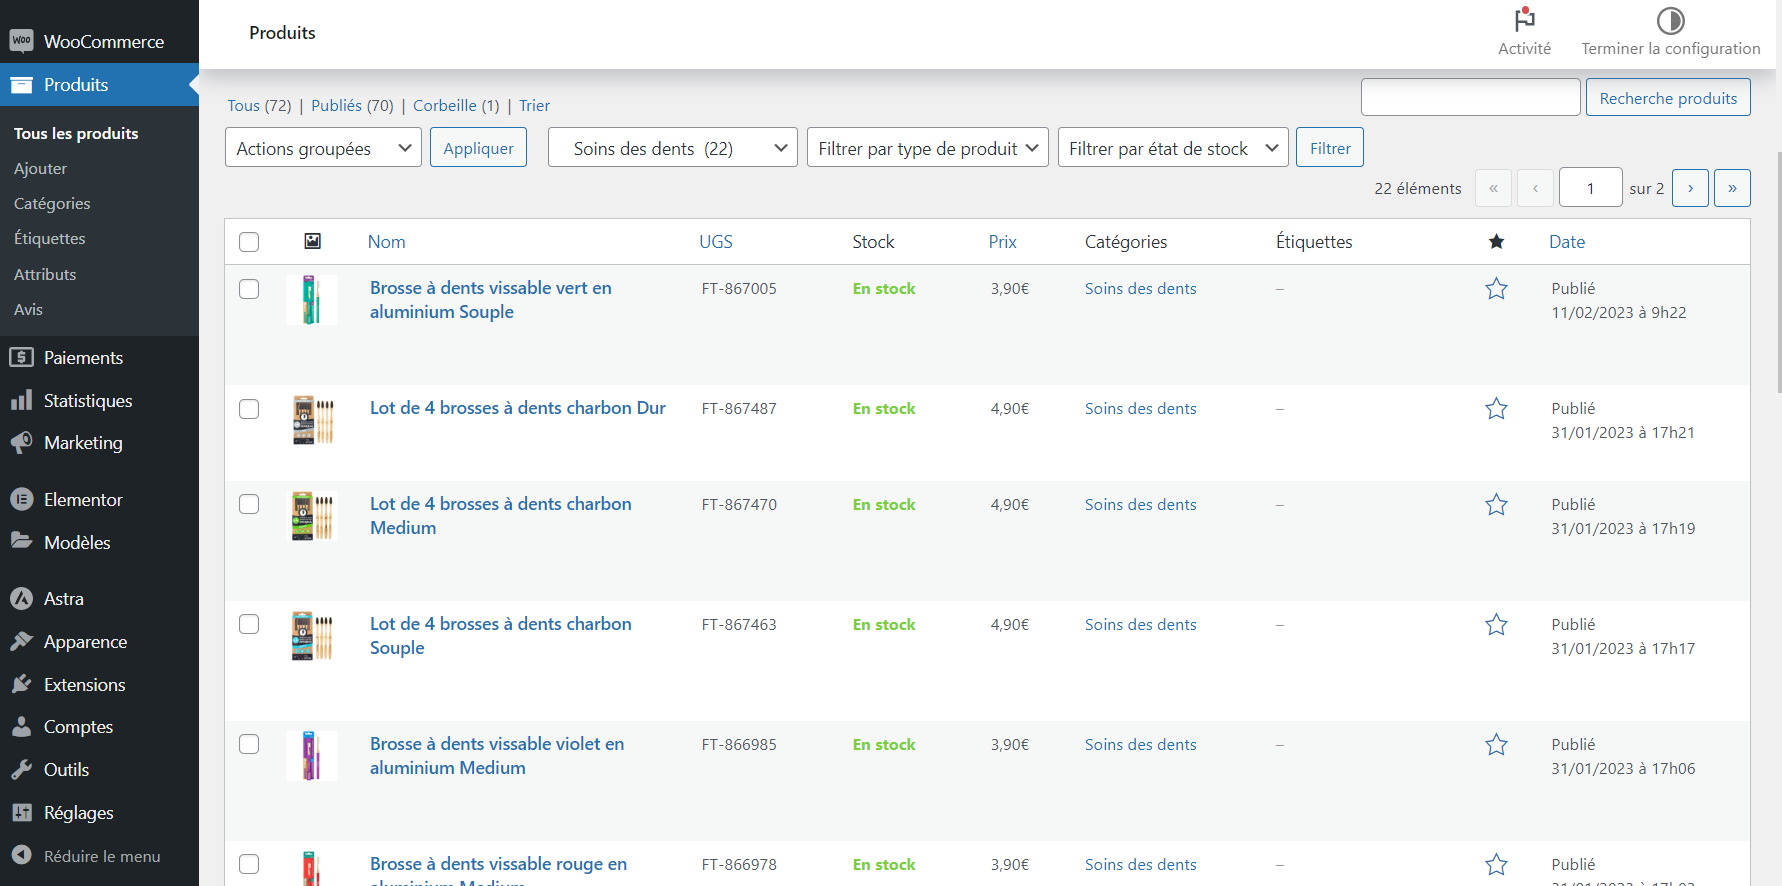 WooCommerce
Produits
Tous les produits
Ajouter
Catégories
Étiquettes
Attributs
Avis
Paiements
Statistiques
Marketing
Elementor
Modèles
Astra
Apparence
Extensions
Comptes
Outils
Réglages
Réduire le menu
Produits
Activité
Terminer la configuration
Tous (72) | Publiés (70) | Corbeille (1) | Trier
Recherche produits
Actions groupées Appliquer Soins des dents (22) Filtrer par type de produit Filtrer par état de stock Filtrer
22 éléments « ‹ 1 sur 2 › »
Nom UGS Stock Prix Catégories Étiquettes ★ Date
Brosse à dents vissable vert en FT-867005 En stock 3,90€ Soins des dents – Publié
aluminium Souple 11/02/2023 à 9h22
Lot de 4 brosses à dents charbon Dur FT-867487 En stock 4,90€ Soins des dents – Publié
31/01/2023 à 17h21
Lot de 4 brosses à dents charbon FT-867470 En stock 4,90€ Soins des dents – Publié
Medium 31/01/2023 à 17h19
Lot de 4 brosses à dents charbon FT-867463 En stock 4,90€ Soins des dents – Publié
Souple 31/01/2023 à 17h17
Brosse à dents vissable violet en FT-866985 En stock 3,90€ Soins des dents – Publié
aluminium Medium 31/01/2023 à 17h06
Brosse à dents vissable rouge en FT-866978 En stock 3,90€ Soins des dents – Publié
aluminium Medium